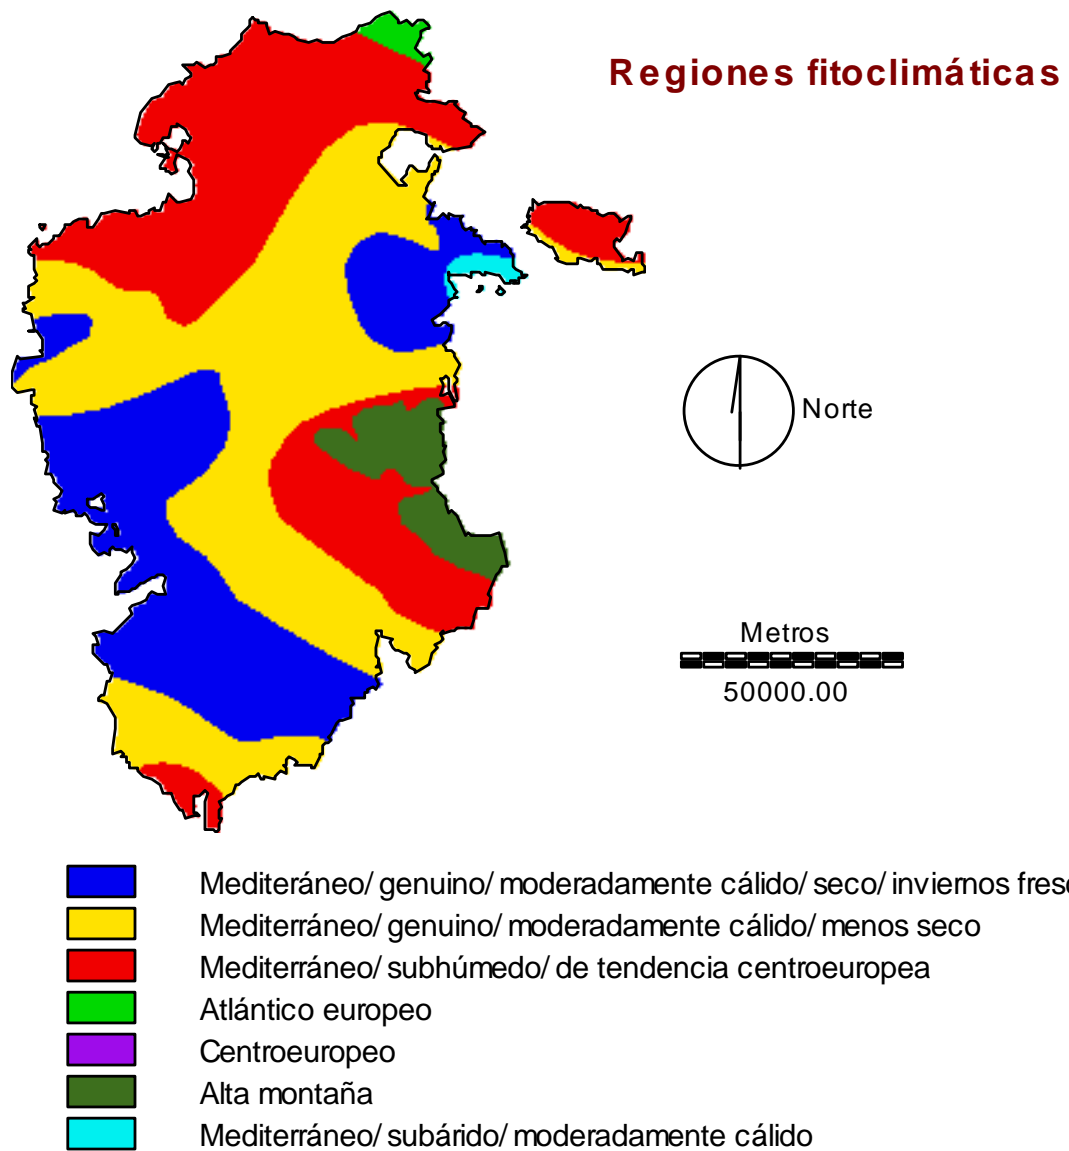 Regiones fitoclimáticas
Norte
Metros
50000.00
Mediteráneo/ genuino/ moderadamente cálido/ seco/ inviernos
Mediterráneo/ genuino/ moderadamente cálido/ menos seco
Mediterráneo/ subhúmedo/ de tendencia centroeuropea
Atlántico europeo
Centroeuropeo
Alta montaña
Mediterráneo/ subárido/ moderadamente cálido